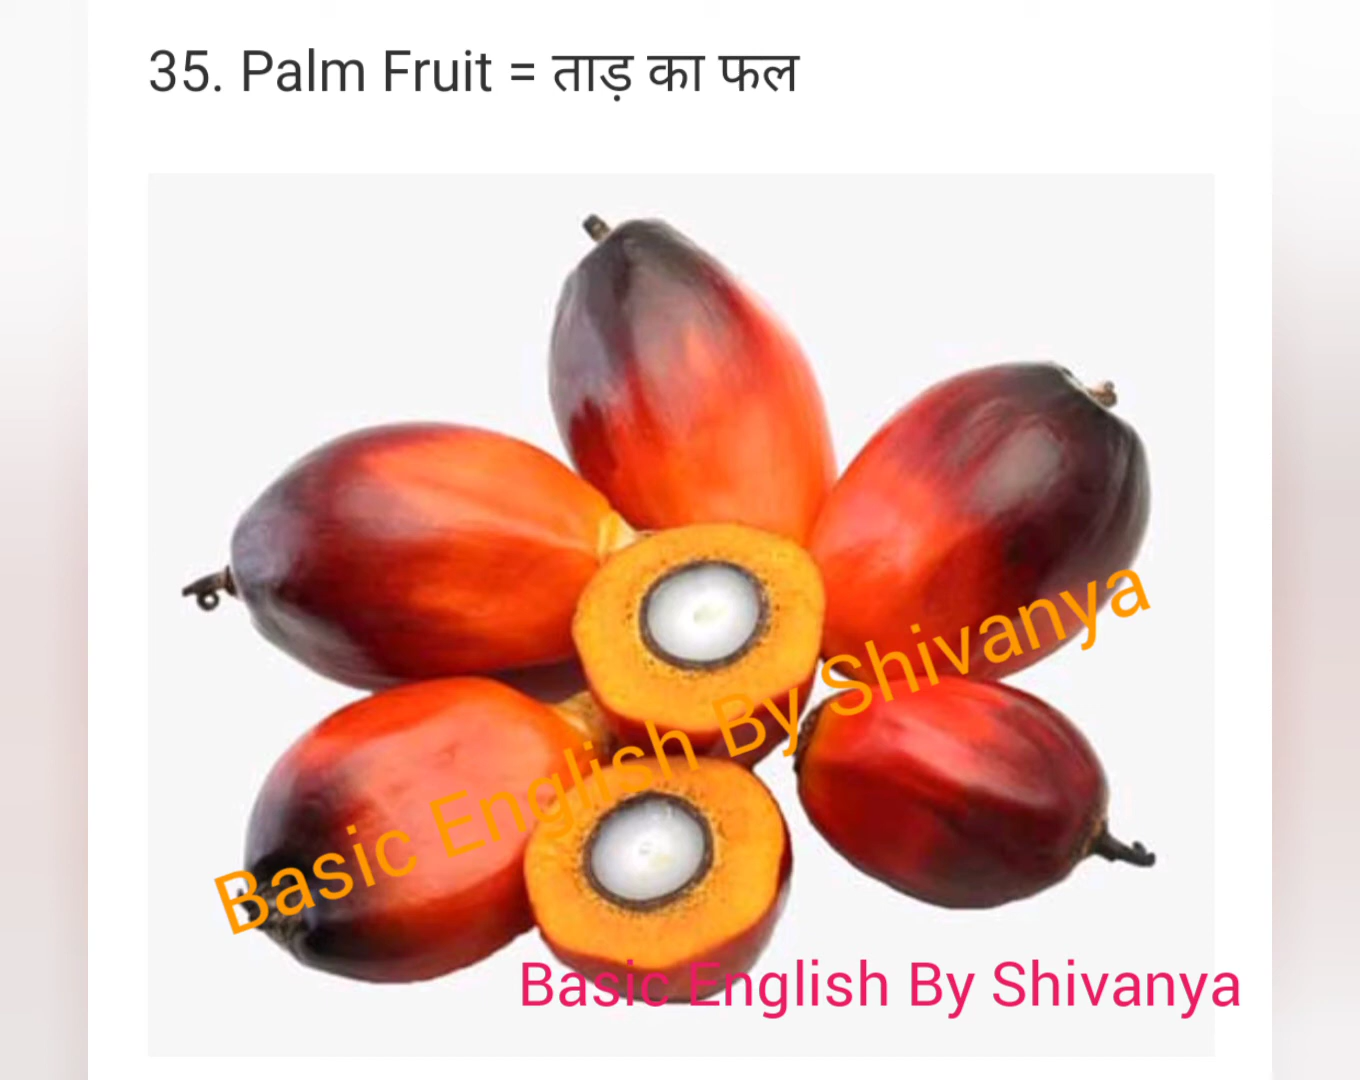 35. Palm Fruit = ताड़ का फल
Basic English By Shivanya
Basic English By Shivanya